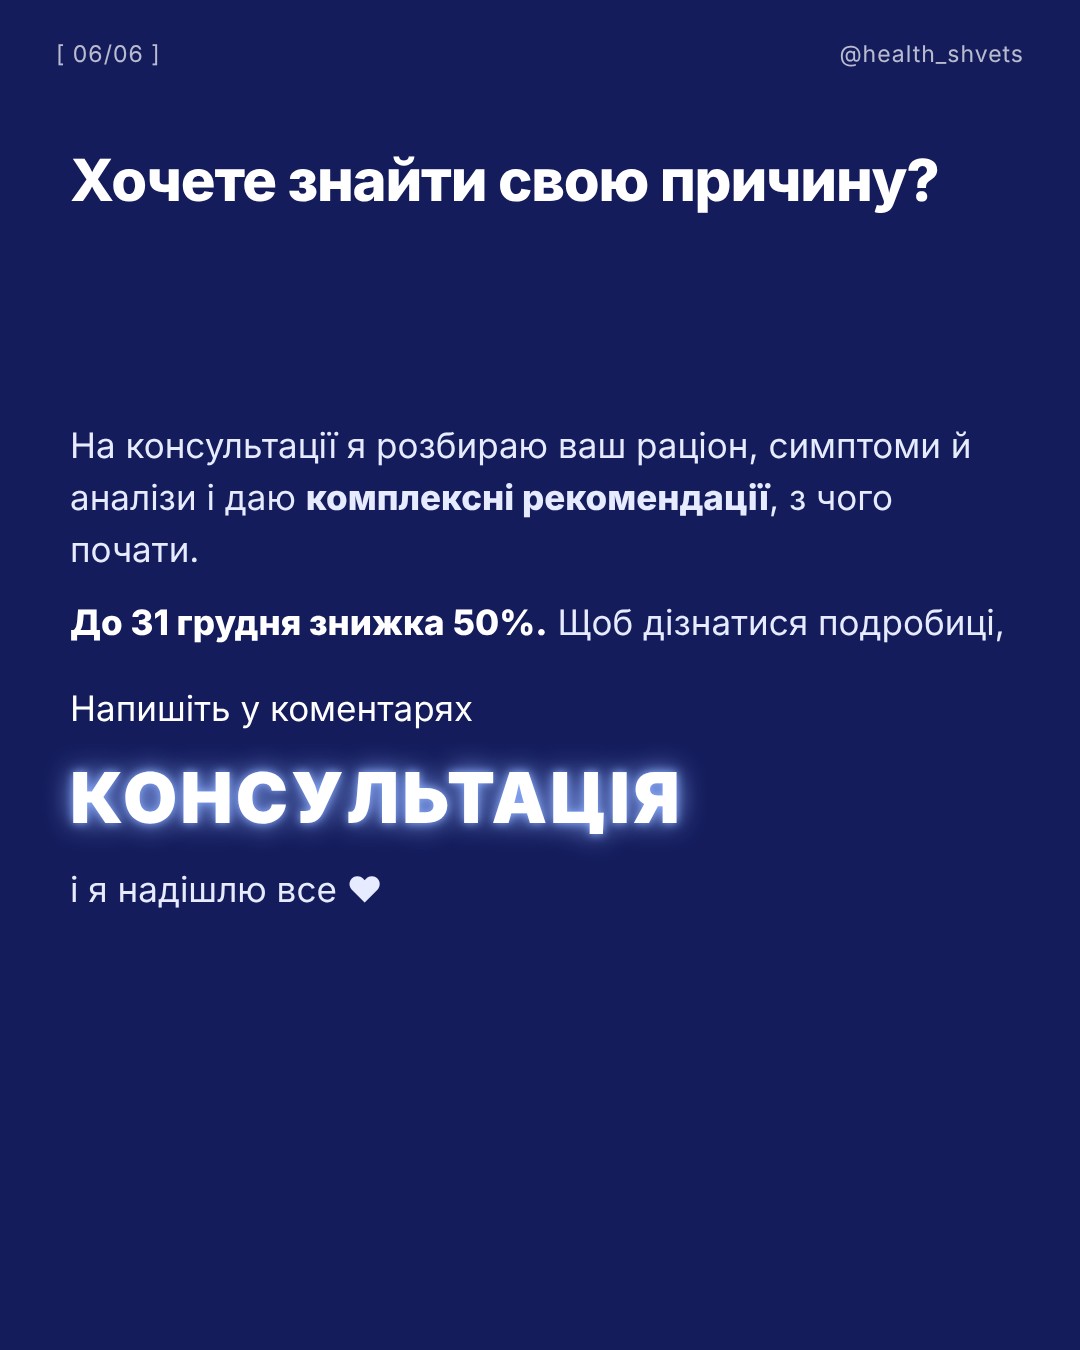 [ 06/06 ]
@health_shvets
Хочете знайти свою причину?
На консультації я розбираю ваш раціон, симптоми й
аналізи і даю комплексні рекомендації, з чого
почати.
До 31 грудня знижка 50%. Щоб дізнатися подробиці,
Напишіть у коментарях
КОНСУЛЬТАЦІЯ
і я надішлю все ♥